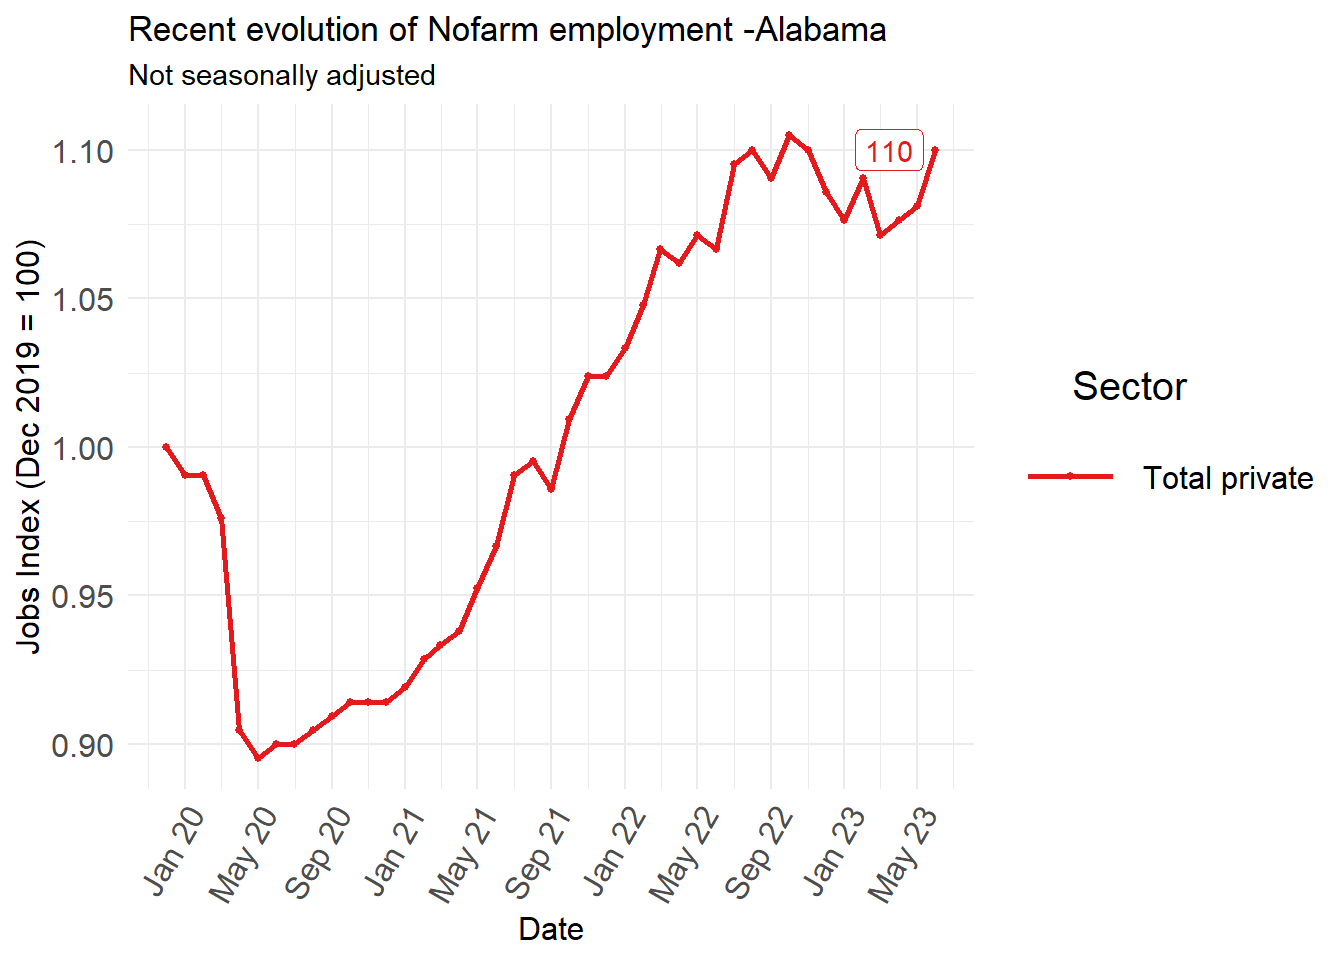 Recent evolution of Nofarm employment -Alabama
Not seasonally adjusted
Jobs Index (Dec 2019 = 100)
1.10
1.05
1.00
0.95
0.90
110
Jan 20
May 20
Sep 20
Jan 21
May 21
Sep 21
Jan 22
May 22
Sep 22
Jan 23
May 23
Date
Sector
Total private